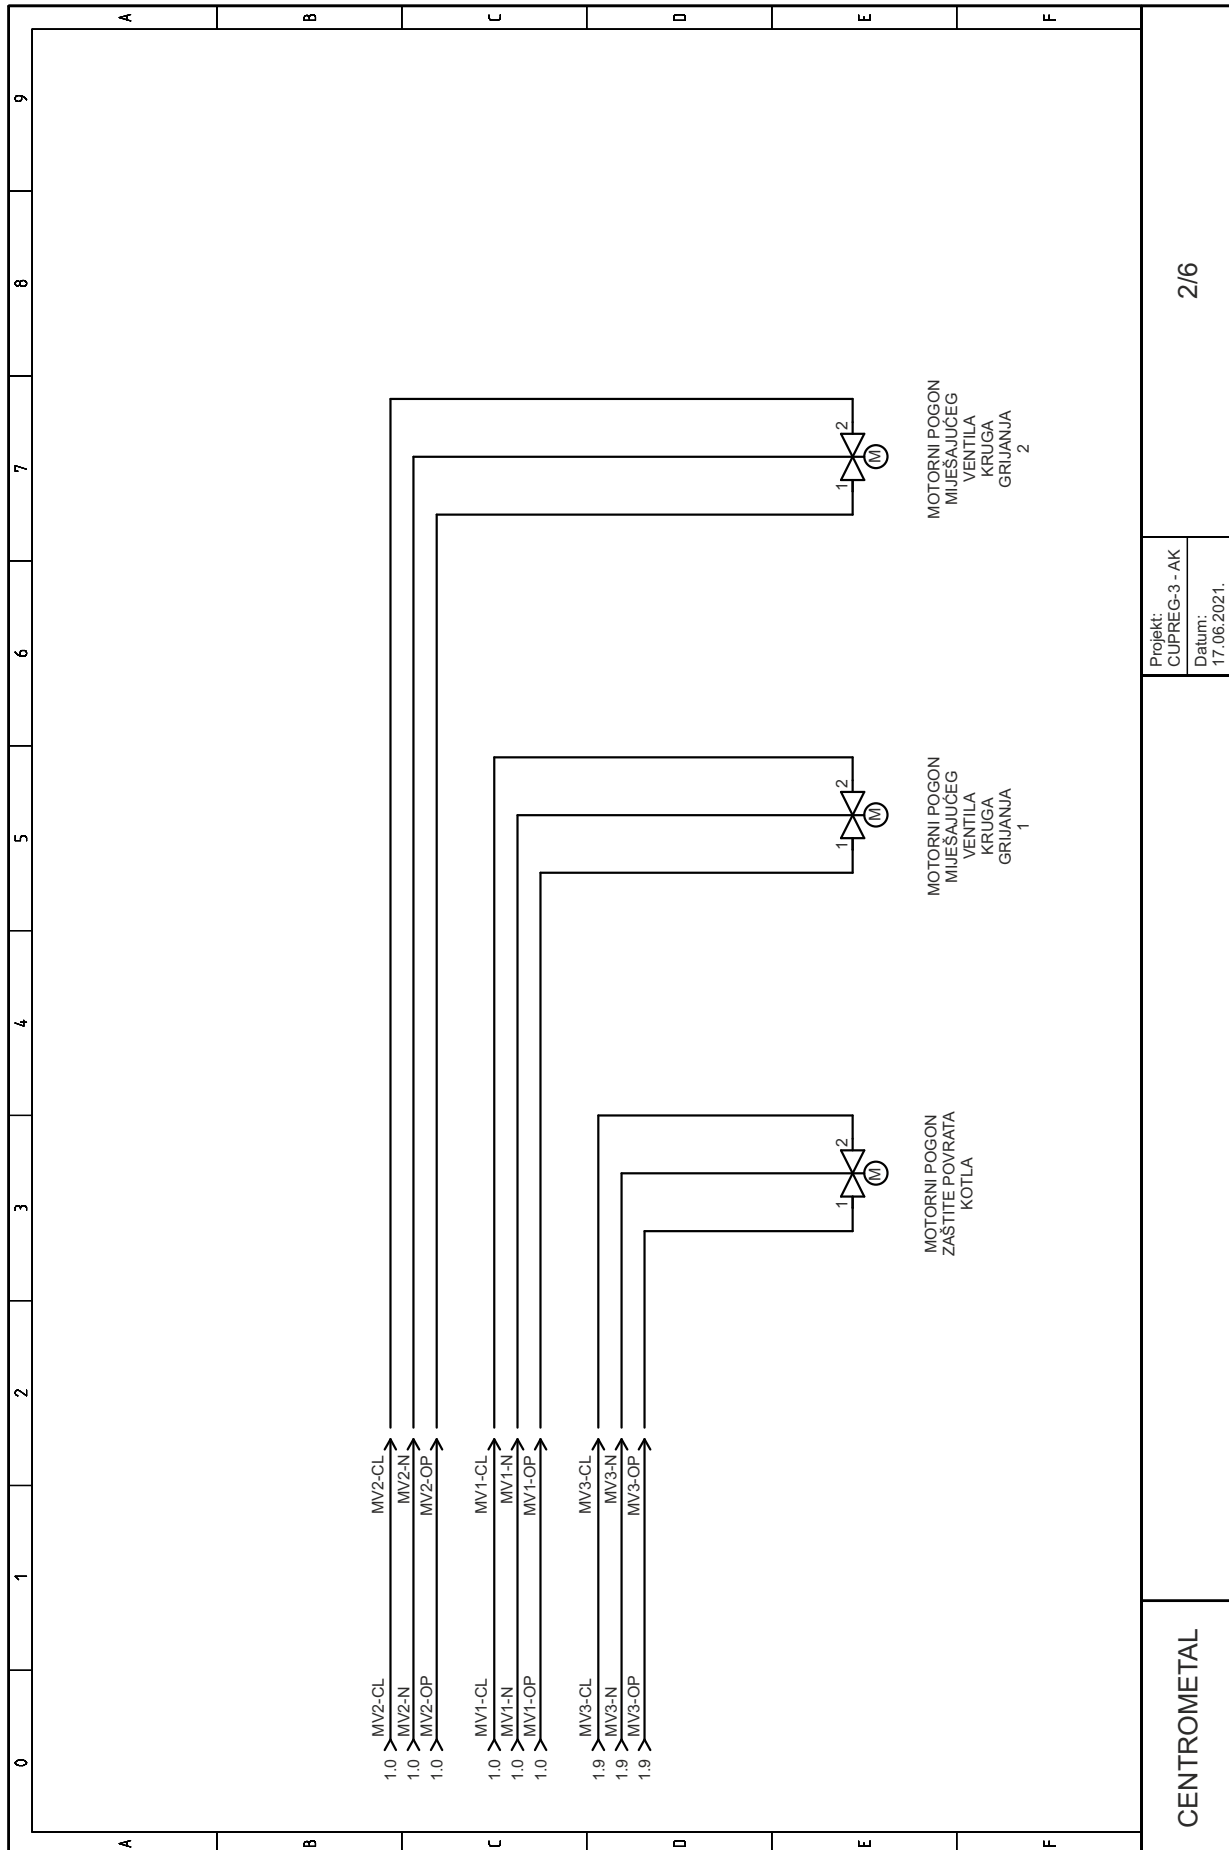 0
1
2
3
4
5
6
7
8
9
A
B
C
D
E
F
A
B
C
D
E
F
1.0
MV2-CL
MV2-CL
1.0
MV2-N
MV2-N
1.0
MV2-OP
MV2-OP
1.0
MV1-CL
MV1-CL
1.0
MV1-N
MV1-N
1.0
MV1-OP
MV1-OP
1.9
MV3-CL
MV3-CL
1.9
MV3-N
MV3-N
1.9
MV3-OP
MV3-OP
1
2
M
MOTORNI POGON
ZAŠTITE POVRATA
KOTLA
1
2
M
MOTORNI POGON
MIJEŠAJUĆEG
VENTILA
KRUGA
GRIJANJA
1
1
2
M
MOTORNI POGON
MIJEŠAJUĆEG
VENTILA
KRUGA
GRIJANJA
2
CENTROMETAL
Projekt:
CUPREG-3 - AK
Datum:
17.06.2021.
2/6